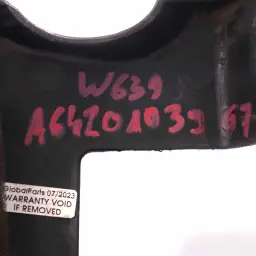 W639
A6420103967
GlobalParts 07/2023
WARRANTY VOID
IF REMOVED